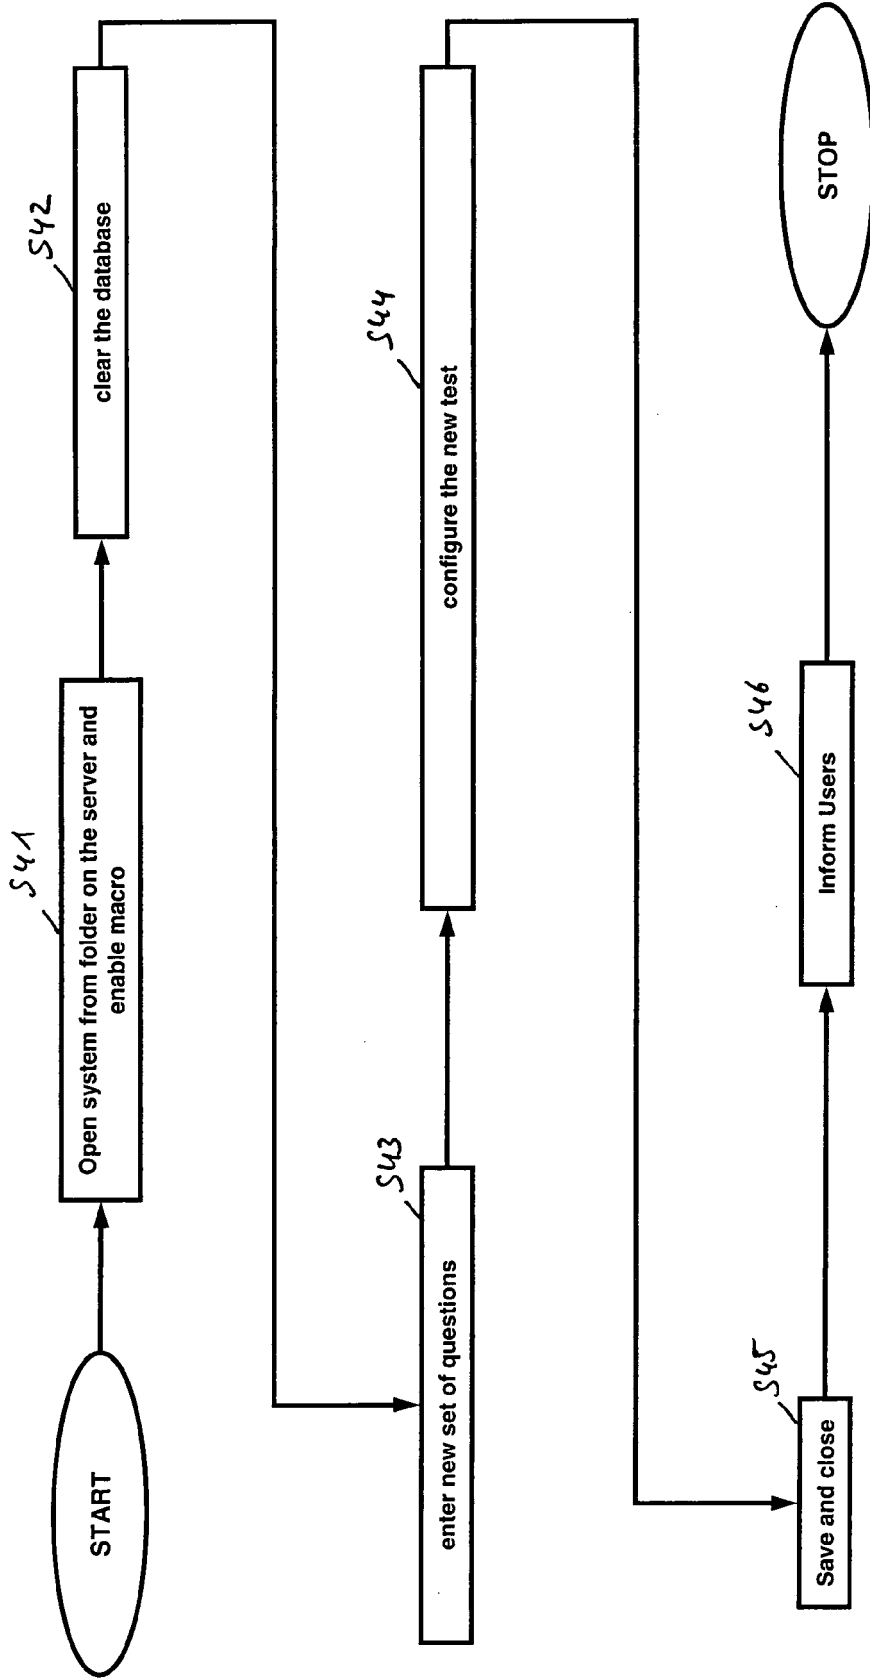 START
S41
Open system from folder on the server and
enable macro
S42
clear the database
S43
enter new set of questions
S44
configure the new test
S45
Save and close
S46
Inform Users
STOP